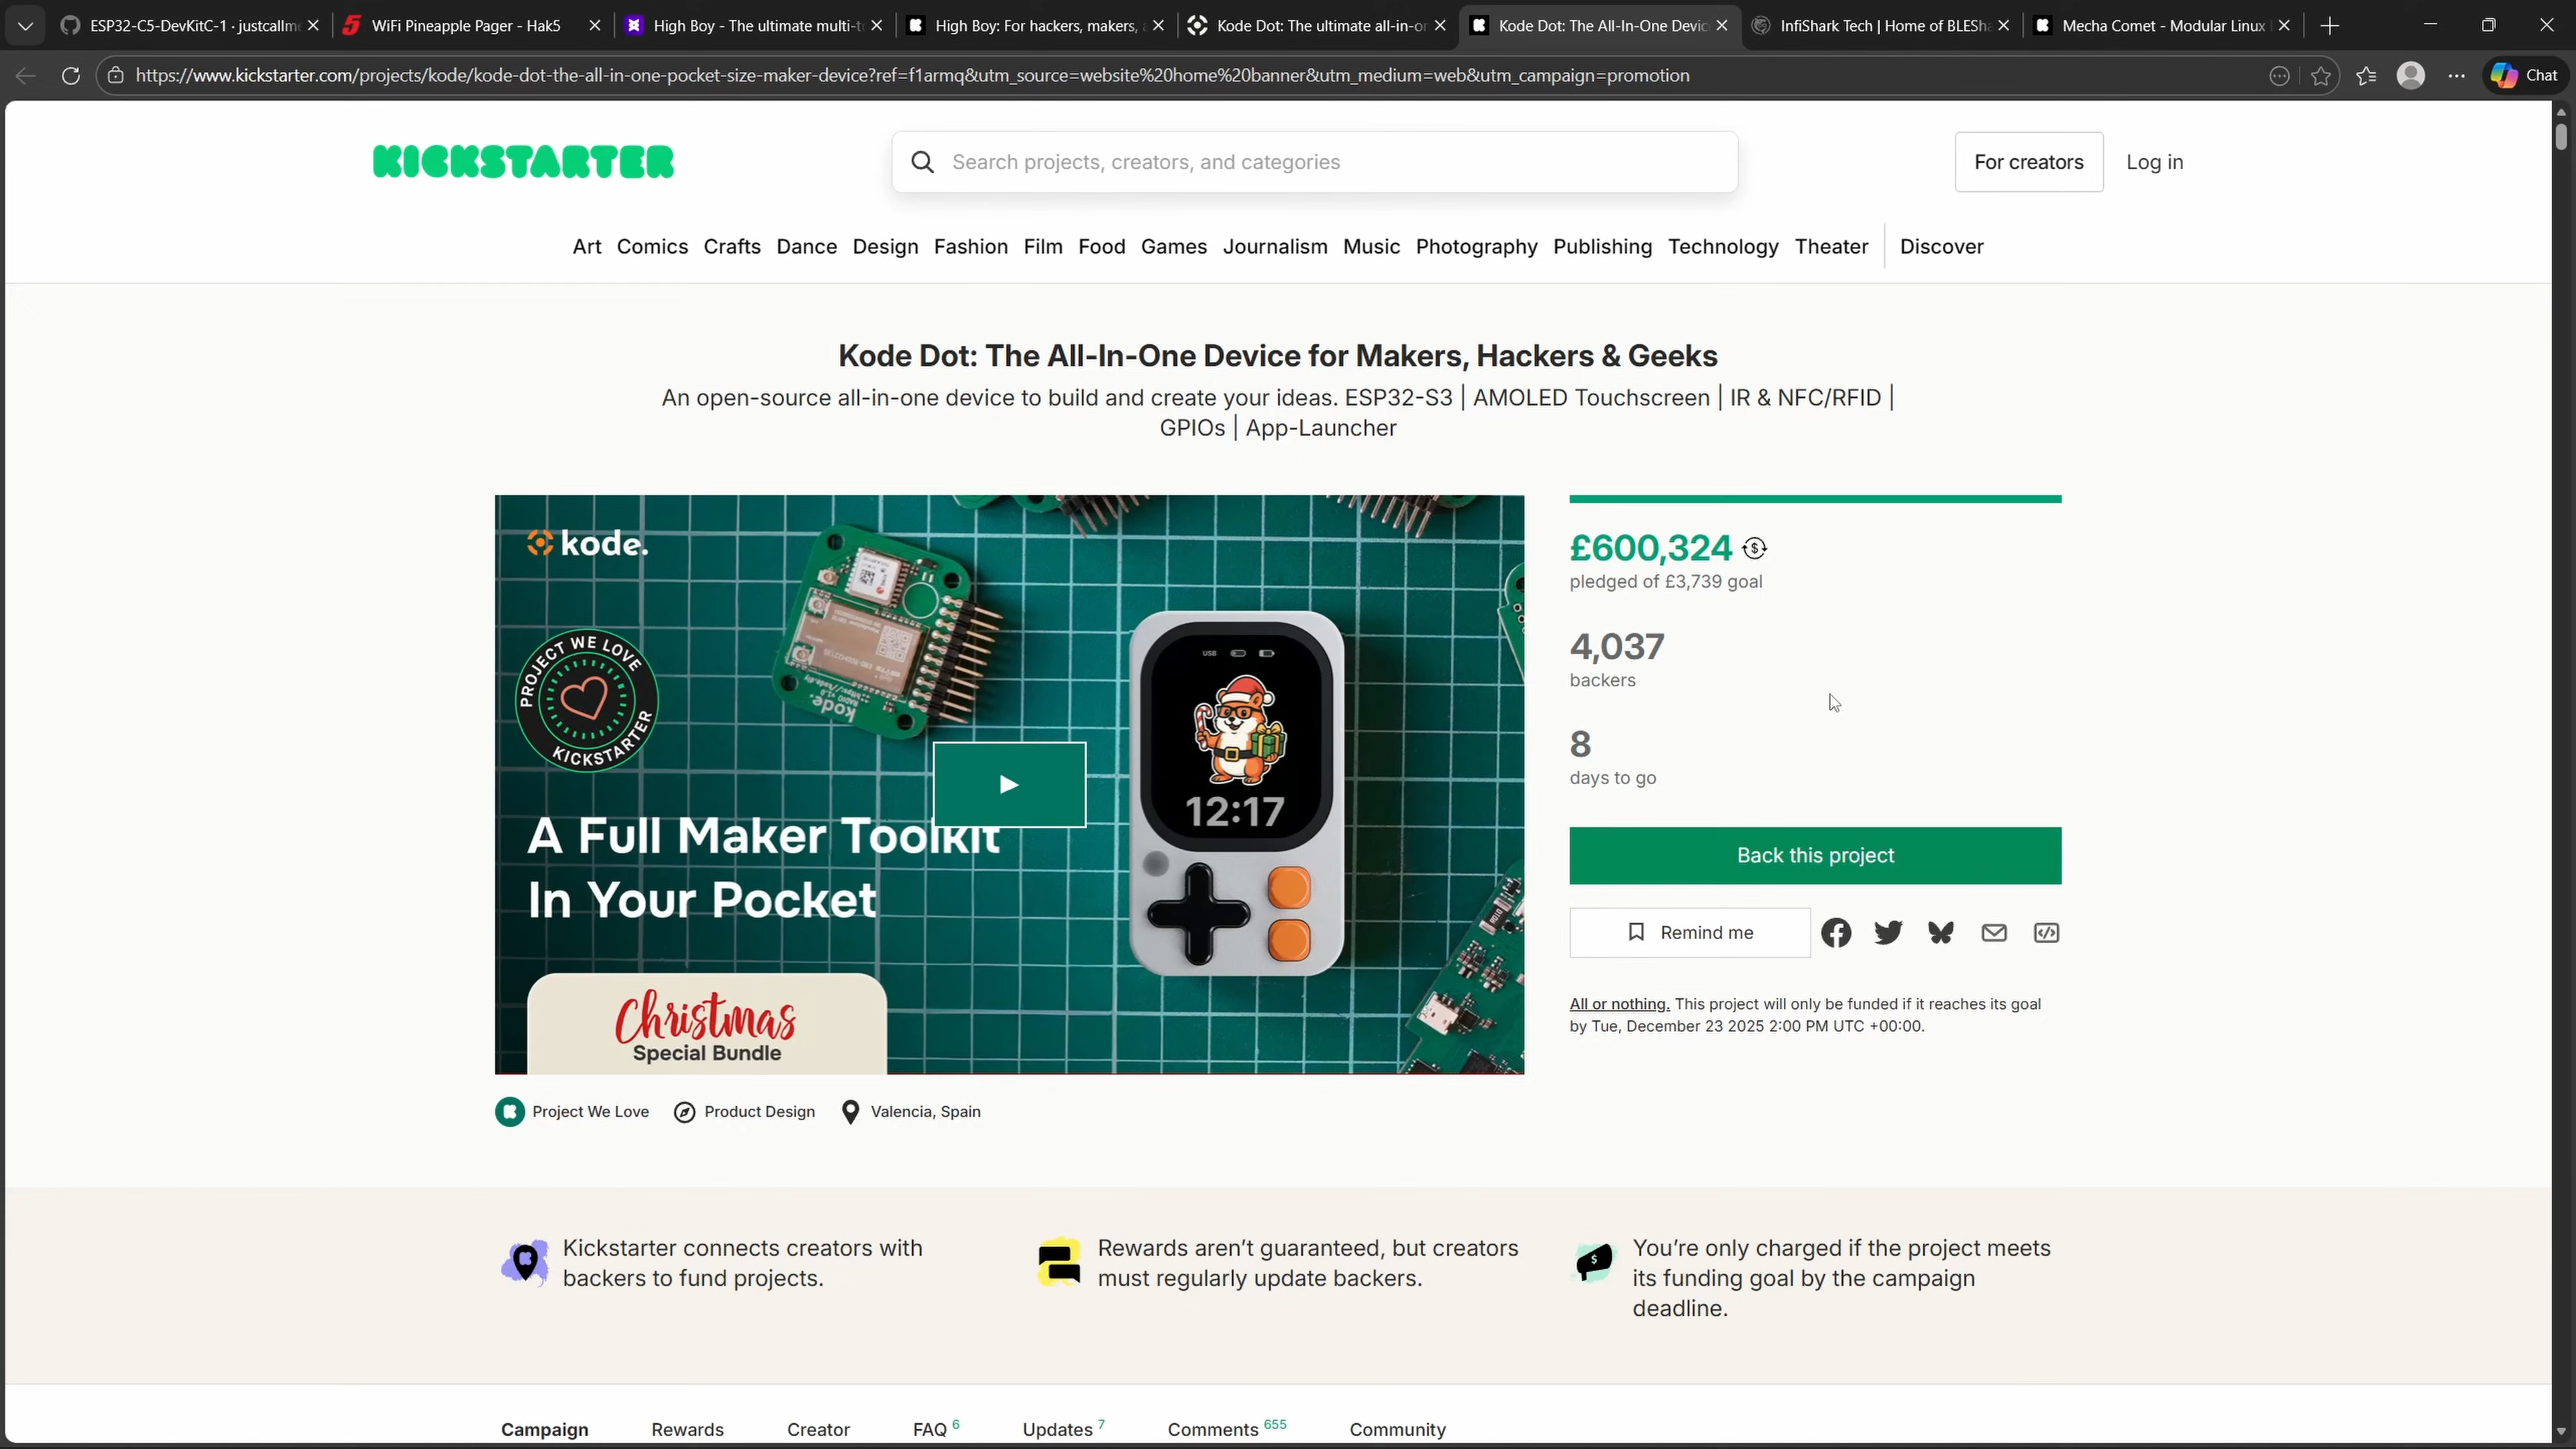 ESP32-C5-DevKitC-1 · justcallm
WiFi Pineapple Pager - Hak5
High Boy - The ultimate multi-t
High Boy: For hackers, makers, a
Kode Dot: The ultimate all-in-or
Kode Dot: The All-In-One Devic
InfiShark Tech | Home of BLESha
Mecha Comet - Modular Linux
https://www.kickstarter.com/projects/kode/kode-dot-the-all-in-one-pocket-size-maker-device?ref=f1armq&utm_source=website%20home%20banner&utm_medium=web&utm_campaign=promotion
Chat
KICKSTARTER
Search projects, creators, and categories
For creators
Log in
Art Comics Crafts Dance Design Fashion Film Food Games Journalism Music Photography Publishing Technology Theater Discover
Kode Dot: The All-In-One Device for Makers, Hackers & Geeks
An open-source all-in-one device to build and create your ideas. ESP32-S3 | AMOLED Touchscreen | IR & NFC/RFID |
GPIOs | App-Launcher
kode.
PROJECT WE LOVE
KICKSTARTER
kode
USB
12:17
A Full Maker Toolkit
In Your Pocket
Christmas
Special Bundle
£600,324
pledged of £3,739 goal
4,037
backers
8
days to go
Back this project
Remind me
All or nothing. This project will only be funded if it reaches its goal
by Tue, December 23 2025 2:00 PM UTC +00:00.
Project We Love
Product Design
Valencia, Spain
Kickstarter connects creators with
backers to fund projects.
Rewards aren't guaranteed, but creators
must regularly update backers.
You're only charged if the project meets
its funding goal by the campaign
deadline.
Campaign
Rewards
Creator
FAQ 6
Updates 7
Comments 655
Community